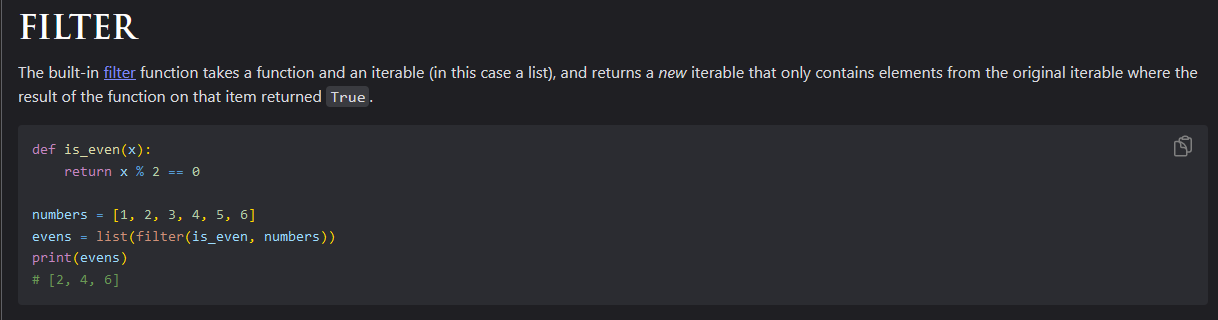 FILTER
The built-in filter function takes a function and an iterable (in this case a list), and returns a new iterable that only contains elements from the original iterable where the
result of the function on that item returned True.
def is_even(x):
    return x % 2 == 0
numbers = [1, 2, 3, 4, 5, 6]
evens = list(filter(is_even, numbers))
print(evens)
# [2, 4, 6]